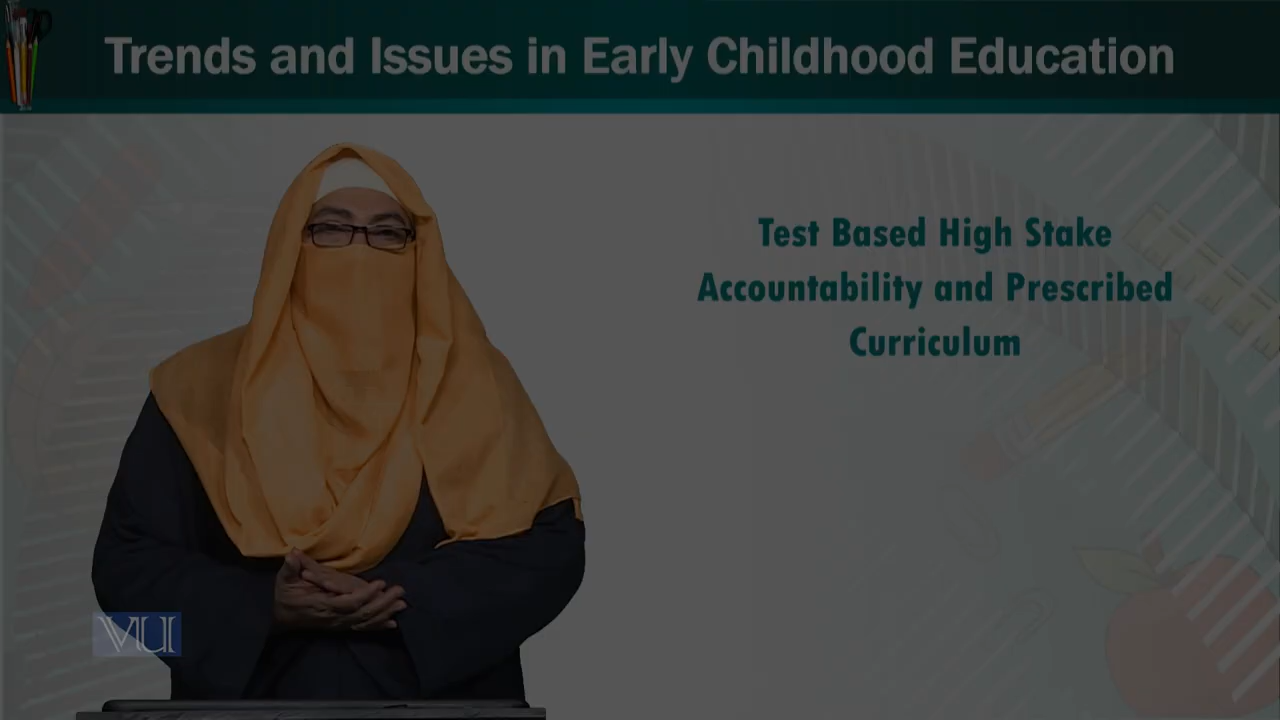 Trends and Issues in Early Childhood Education
Test Based High Stake
Accountability and Prescribed
Curriculum
VU